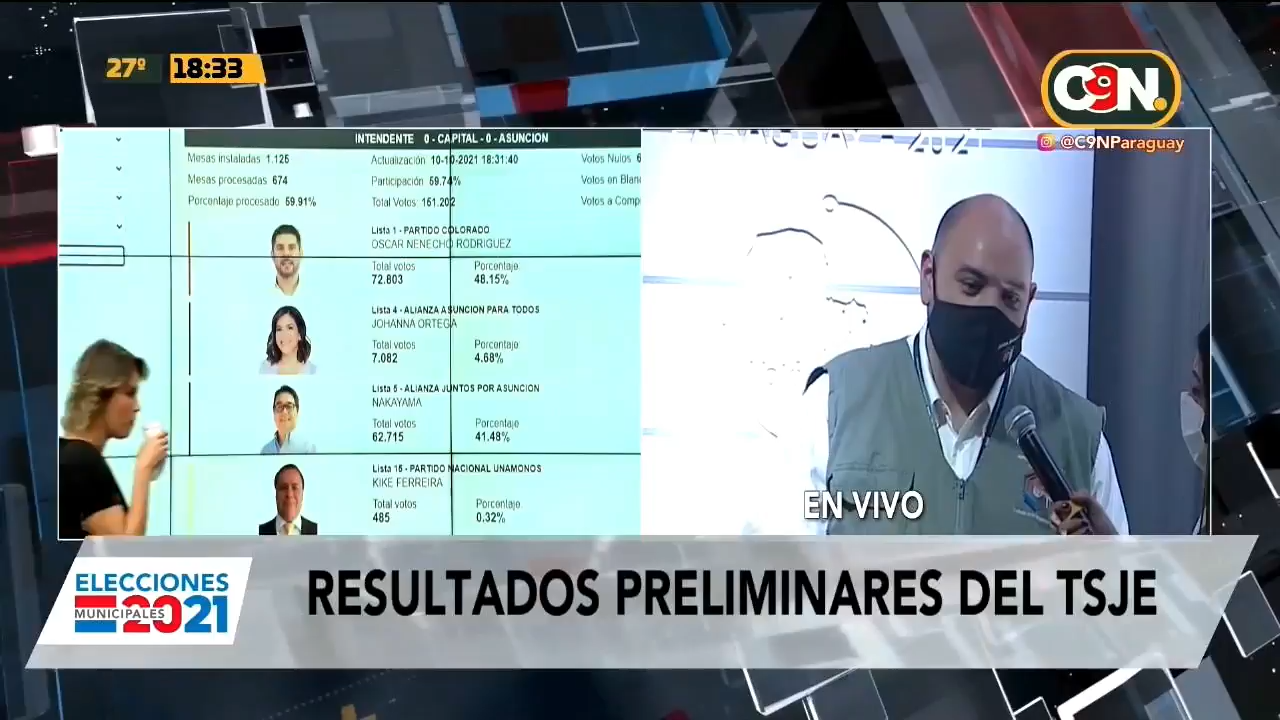 27º 18:33
C9N.
@C9NParaguay
INTENDENTE 0 - CAPITAL - 0 - ASUNCION
Mesas instaladas 1.125
Actualización 10-10-2021 18:31:40
Votos Nulos 6
Mesas procesadas 674
Participación 59.74%
Votos en Blan
Porcentaje procesado 59.91%
Total Votos 151.202
Votos a Comp
Lista 1 - PARTIDO COLORADO
OSCAR NENECHO RODRIGUEZ
Total votos Porcentaje
72.803 48.15%
Lista 4 - ALIANZA ASUNCION PARA TODOS
JOHANNA ORTEGA
Total votos Porcentaje
7.082 4.68%
Lista 5 - ALIANZA JUNTOS POR ASUNCION
NAKAYAMA
Total votos Porcentaje
62.715 41.48%
Lista 15 - PARTIDO NACIONAL UNAMONOS
KIKE FERREIRA
Total votos Porcentaje
485 0.32%
EN VIVO
ELECCIONES
MUNICIPALES
2021
RESULTADOS PRELIMINARES DEL TSJE